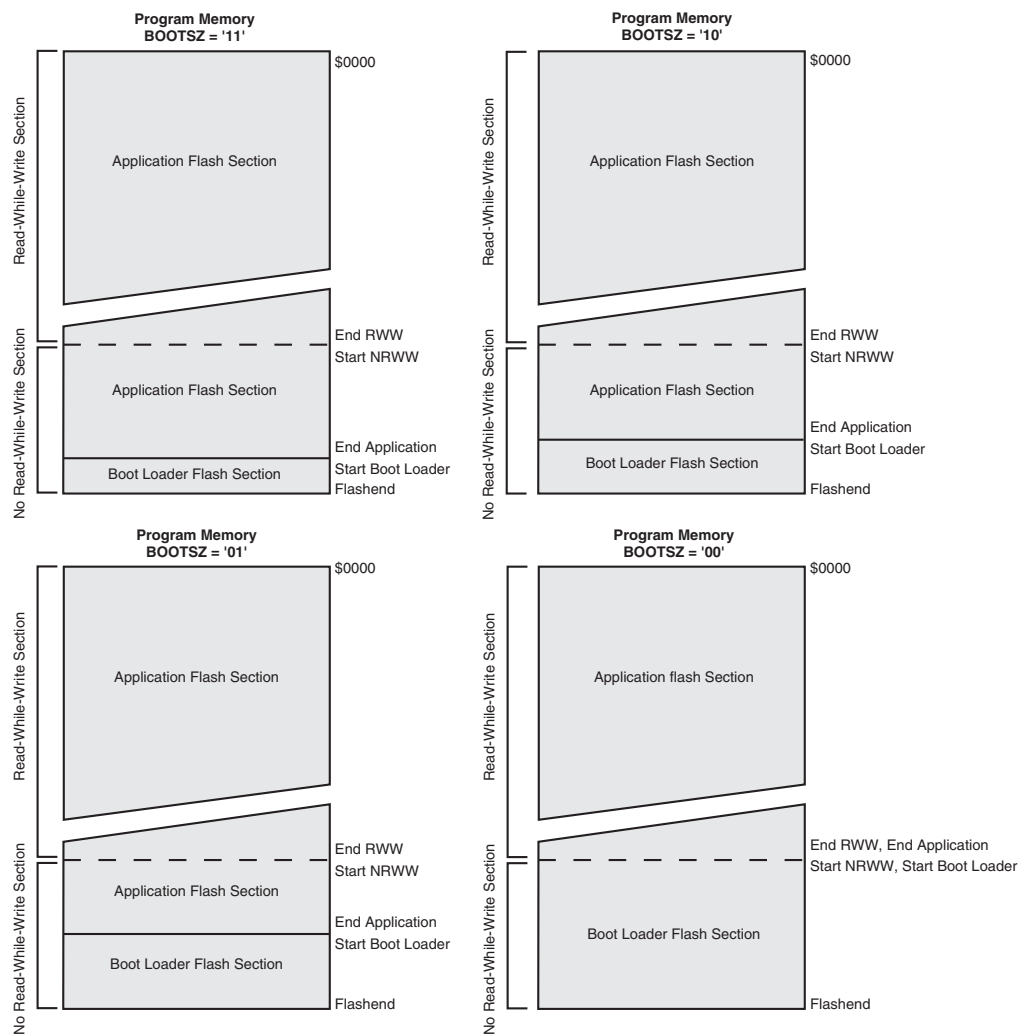 Program Memory
BOOTSZ = '11'
$0000
Read-While-Write Section
Application Flash Section
End RWW
Start NRWW
No Read-While-Write Section
Application Flash Section
End Application
Start Boot Loader
Boot Loader Flash Section
Flashend
Program Memory
BOOTSZ = '10'
$0000
Read-While-Write Section
Application Flash Section
End RWW
Start NRWW
No Read-While-Write Section
Application Flash Section
End Application
Start Boot Loader
Boot Loader Flash Section
Flashend
Program Memory
BOOTSZ = '01'
$0000
Read-While-Write Section
Application Flash Section
End RWW
Start NRWW
No Read-While-Write Section
Application Flash Section
End Application
Start Boot Loader
Boot Loader Flash Section
Flashend
Program Memory
BOOTSZ = '00'
$0000
Read-While-Write Section
Application flash Section
End RWW, End Application
Start NRWW, Start Boot Loader
No Read-While-Write Section
Boot Loader Flash Section
Flashend